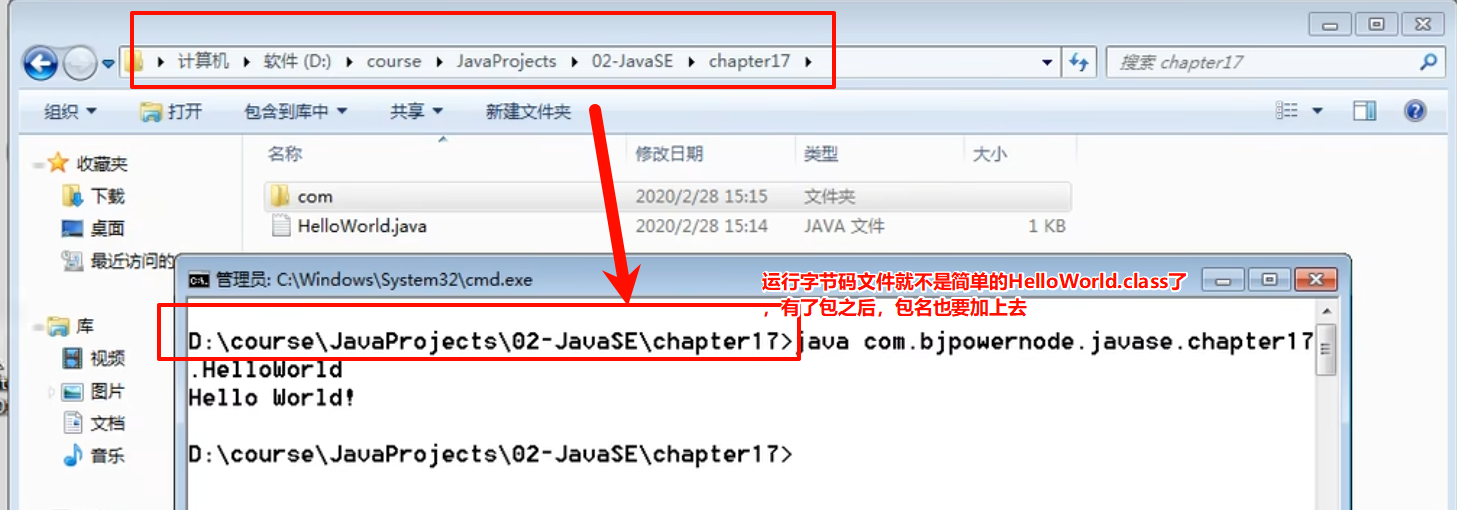 计算机 软件 (D:) course JavaProjects 02-JavaSE chapter17
搜索 chapter17
组织 打开 包含到库中 共享 新建文件夹
名称 修改日期 类型 大小
收藏夹
下载
桌面
最近访问的
库
视频
图片
文档
音乐
com 2020/2/28 15:15 文件夹
HelloWorld.java 2020/2/28 15:14 JAVA 文件 1 KB
管理员: C:\Windows\System32\cmd.exe
运行字节码文件就不是简单的HelloWorld.class了
，有了包之后，包名也要加上去
D:\course\JavaProjects\02-JavaSE\chapter17>java com.bjpowernode.javase.chapter17
.HelloWorld
Hello World!
D:\course\JavaProjects\02-JavaSE\chapter17>